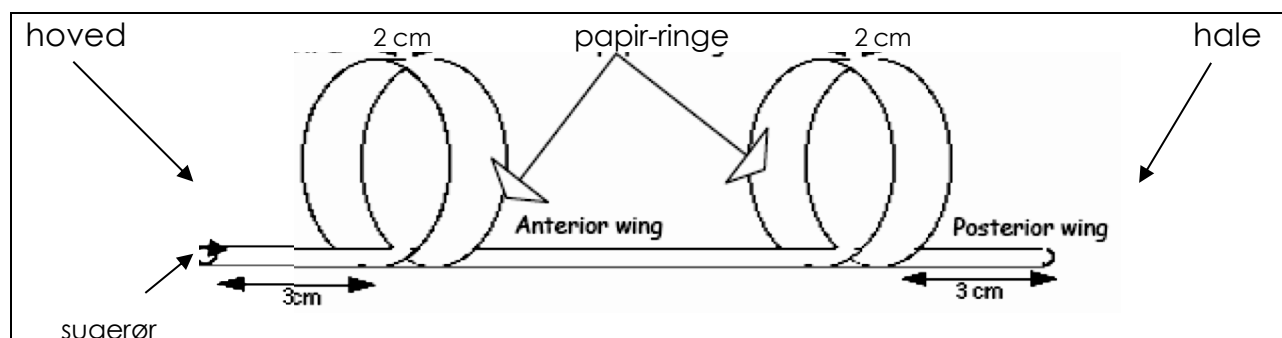 hoved 2 cm papir-ringe 2 cm hale
Anterior wing Posterior wing
3cm 3 cm
sugerør